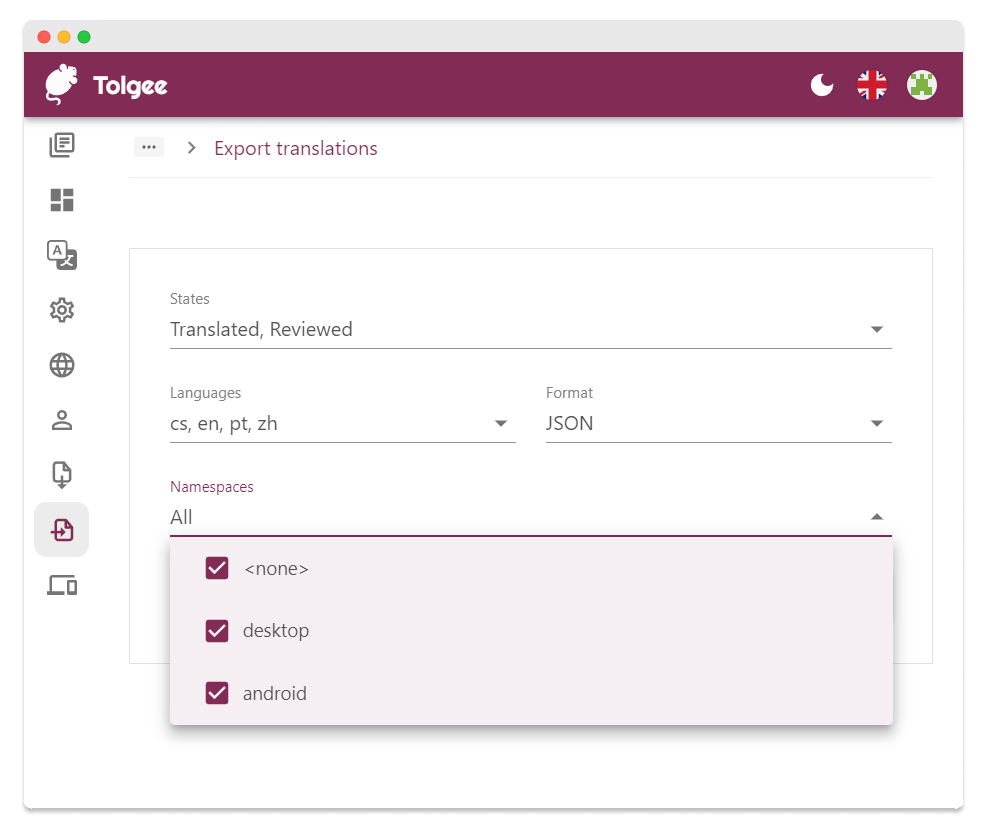 Tolgee
... > Export translations
States
Translated, Reviewed
Languages Format
cs, en, pt, zh JSON
Namespaces
All
<none>
desktop
android